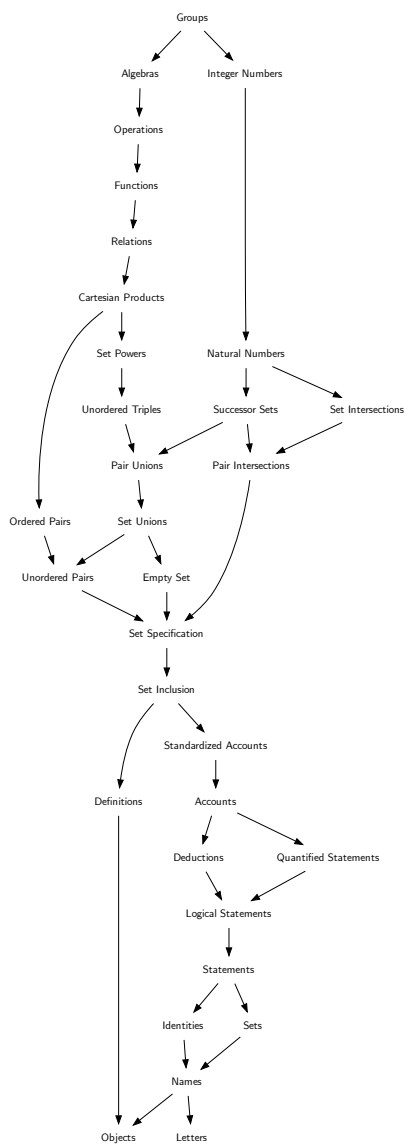 Groups
Algebras
Integer Numbers
Operations
Functions
Relations
Cartesian Products
Set Powers
Natural Numbers
Unordered Triples
Successor Sets
Set Intersections
Pair Unions
Pair Intersections
Ordered Pairs
Set Unions
Unordered Pairs
Empty Set
Set Specification
Set Inclusion
Standardized Accounts
Definitions
Accounts
Deductions
Quantified Statements
Logical Statements
Statements
Identities
Sets
Names
Objects
Letters